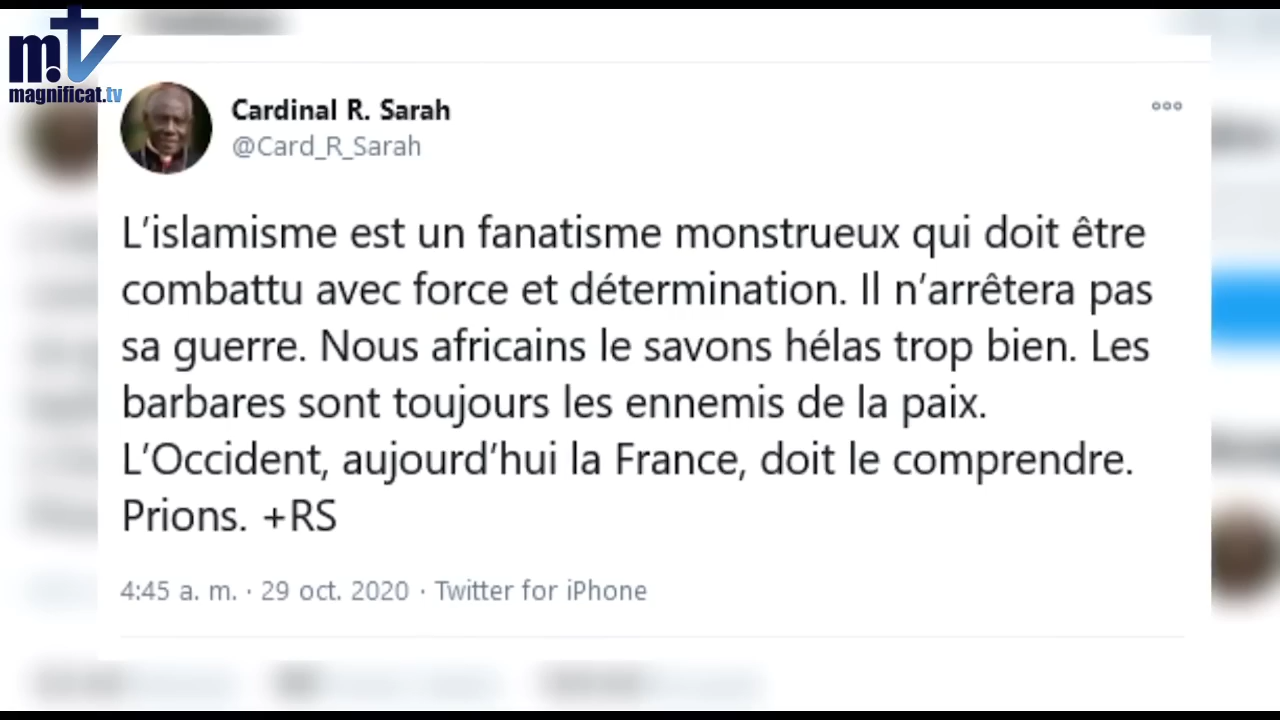 mtv
magnificat.tv
Cardinal R. Sarah
@Card_R_Sarah
L’islamisme est un fanatisme monstrueux qui doit être
combattu avec force et détermination. Il n’arrêtera pas
sa guerre. Nous africains le savons hélas trop bien. Les
barbares sont toujours les ennemis de la paix.
L’Occident, aujourd’hui la France, doit le comprendre.
Prions. +RS
4:45 a. m. · 29 oct. 2020 · Twitter for iPhone